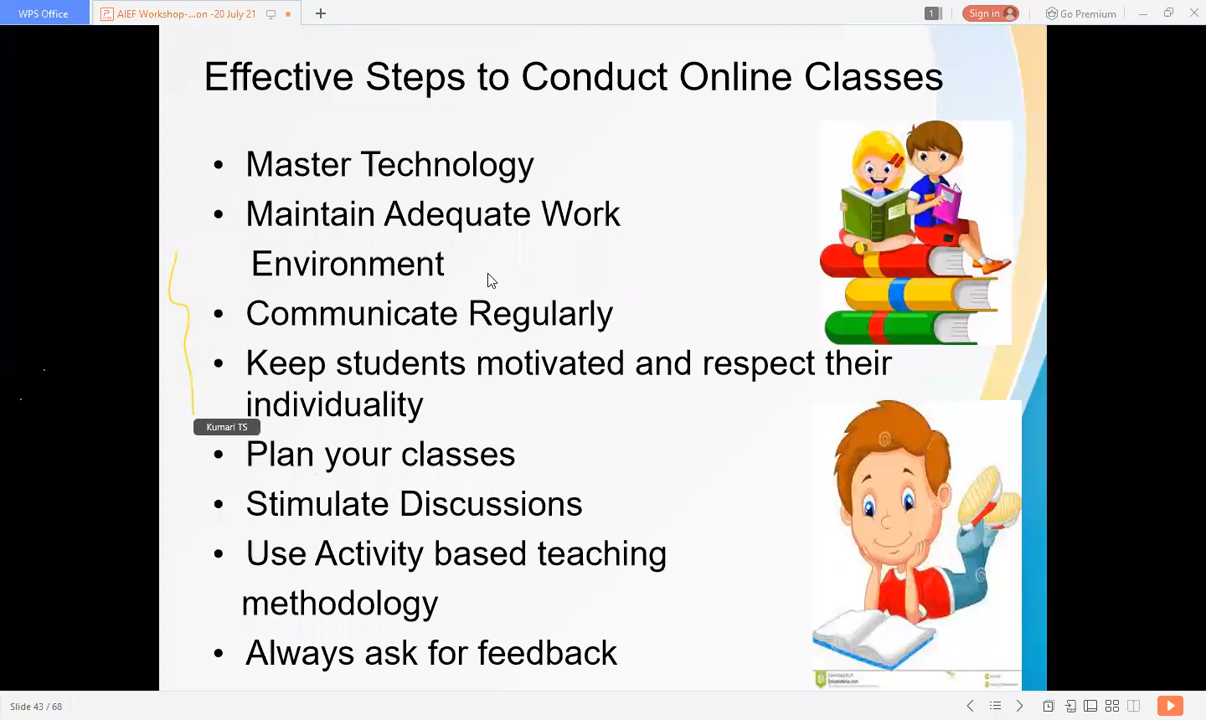 WPS Office
AIEF Workshop-...on -20 July 21
1
Sign in
Go Premium
Effective Steps to Conduct Online Classes
• Master Technology
• Maintain Adequate Work
Environment
• Communicate Regularly
• Keep students motivated and respect their
individuality
Kumari TS
• Plan your classes
• Stimulate Discussions
• Use Activity based teaching
methodology
• Always ask for feedback
Slide 43 / 68